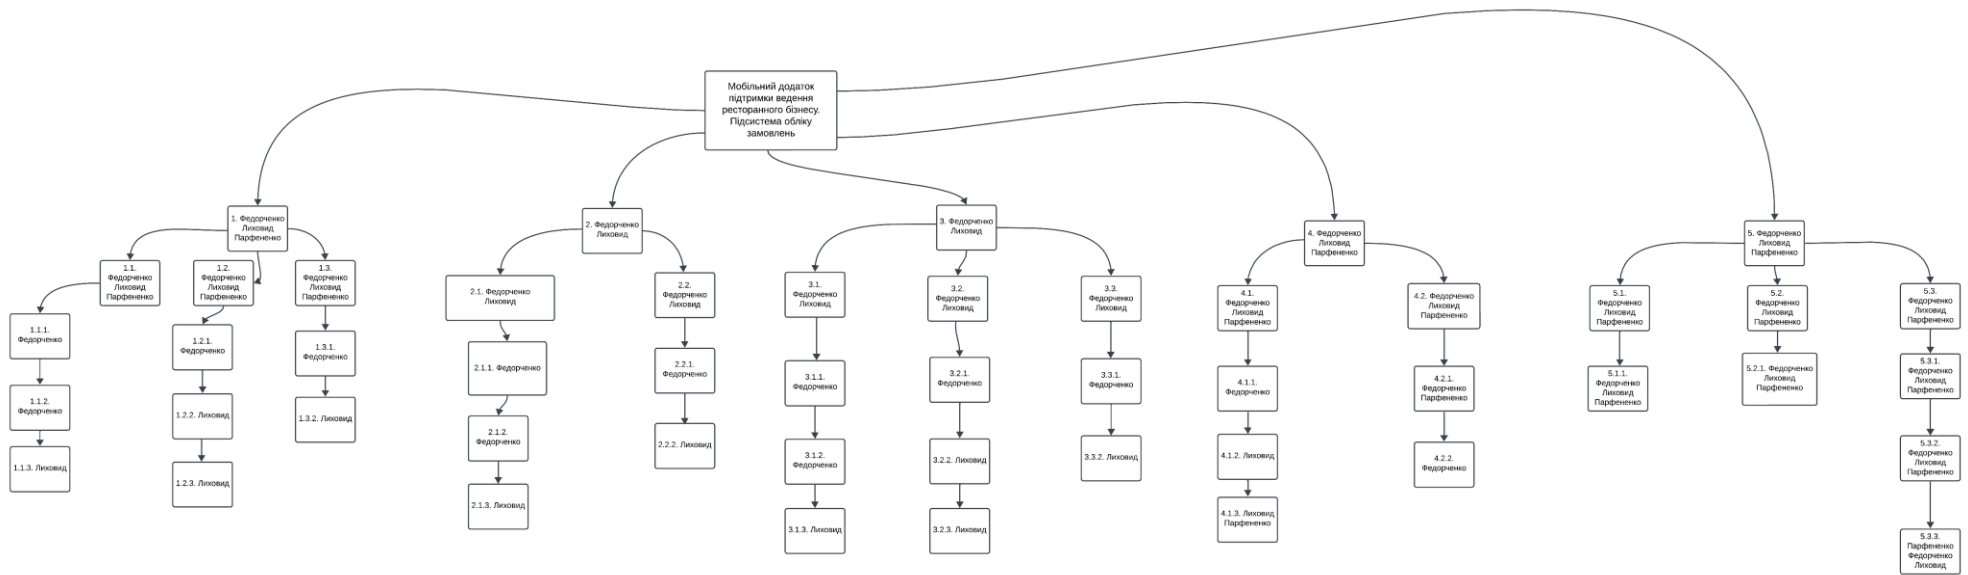 Мобільний додаток
підтримки ведення
ресторанного бізнесу.
Підсистема обліку
замовлень
1. Федорченко
Лиховид
Парфененко
1.1.
Федорченко
Лиховид
Парфененко
1.1.1.
Федорченко
1.1.2.
Федорченко
1.1.3. Лиховид
1.2.
Федорченко
Лиховид
Парфененко
1.2.1.
Федорченко
1.2.2. Лиховид
1.2.3. Лиховид
1.3.
Федорченко
Лиховид
Парфененко
1.3.1.
Федорченко
1.3.2. Лиховид
2. Федорченко
Лиховид
2.1. Федорченко
Лиховид
2.1.1. Федорченко
2.1.2.
Федорченко
2.1.3. Лиховид
2.2.
Федорченко
Лиховид
2.2.1.
Федорченко
2.2.2. Лиховид
3. Федорченко
Лиховид
3.1.
Федорченко
Лиховид
3.1.1.
Федорченко
3.1.2.
Федорченко
3.1.3. Лиховид
3.2.
Федорченко
Лиховид
3.2.1.
Федорченко
3.2.2. Лиховид
3.2.3. Лиховид
3.3.
Федорченко
Лиховид
3.3.1.
Федорченко
3.3.2. Лиховид
4. Федорченко
Лиховид
Парфененко
4.1.
Федорченко
Лиховид
Парфененко
4.1.1.
Федорченко
4.1.2. Лиховид
4.1.3. Лиховид
Парфененко
4.2. Федорченко
Лиховид
Парфененко
4.2.1.
Федорченко
Парфененко
4.2.2.
Федорченко
5. Федорченко
Лиховид
Парфененко
5.1.
Федорченко
Лиховид
Парфененко
5.1.1.
Федорченко
Лиховид
Парфененко
5.2.
Федорченко
Лиховид
Парфененко
5.2.1. Федорченко
Лиховид
Парфененко
5.3.
Федорченко
Лиховид
Парфененко
5.3.1.
Федорченко
Лиховид
Парфененко
5.3.2.
Федорченко
Лиховид
Парфененко
5.3.3.
Парфененко
Федорченко
Лиховид